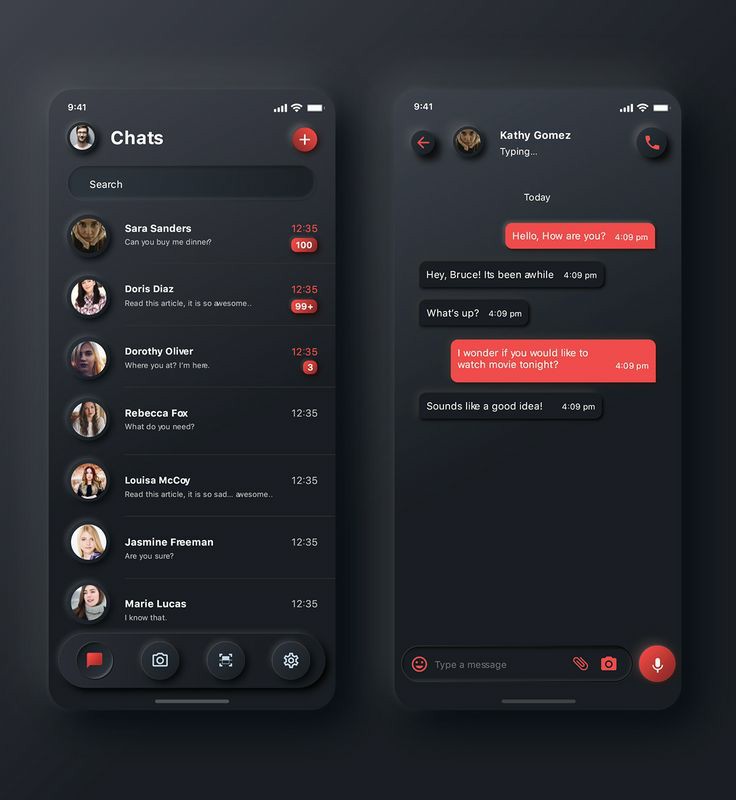 9:41
Chats
Search
Sara Sanders 12:35
Can you buy me dinner? 100
Doris Diaz 12:35
Read this article, it is so awesome.. 99+
Dorothy Oliver 12:35
Where you at? I'm here. 3
Rebecca Fox 12:35
What do you need?
Louisa McCoy 12:35
Read this article, it is so sad... awesome..
Jasmine Freeman 12:35
Are you sure?
Marie Lucas 12:35
I know that.
9:41
Kathy Gomez
Typing...
Today
Hello, How are you? 4:09 pm
Hey, Bruce! Its been awhile 4:09 pm
What's up? 4:09 pm
I wonder if you would like to
watch movie tonight? 4:09 pm
Sounds like a good idea! 4:09 pm
Type a message